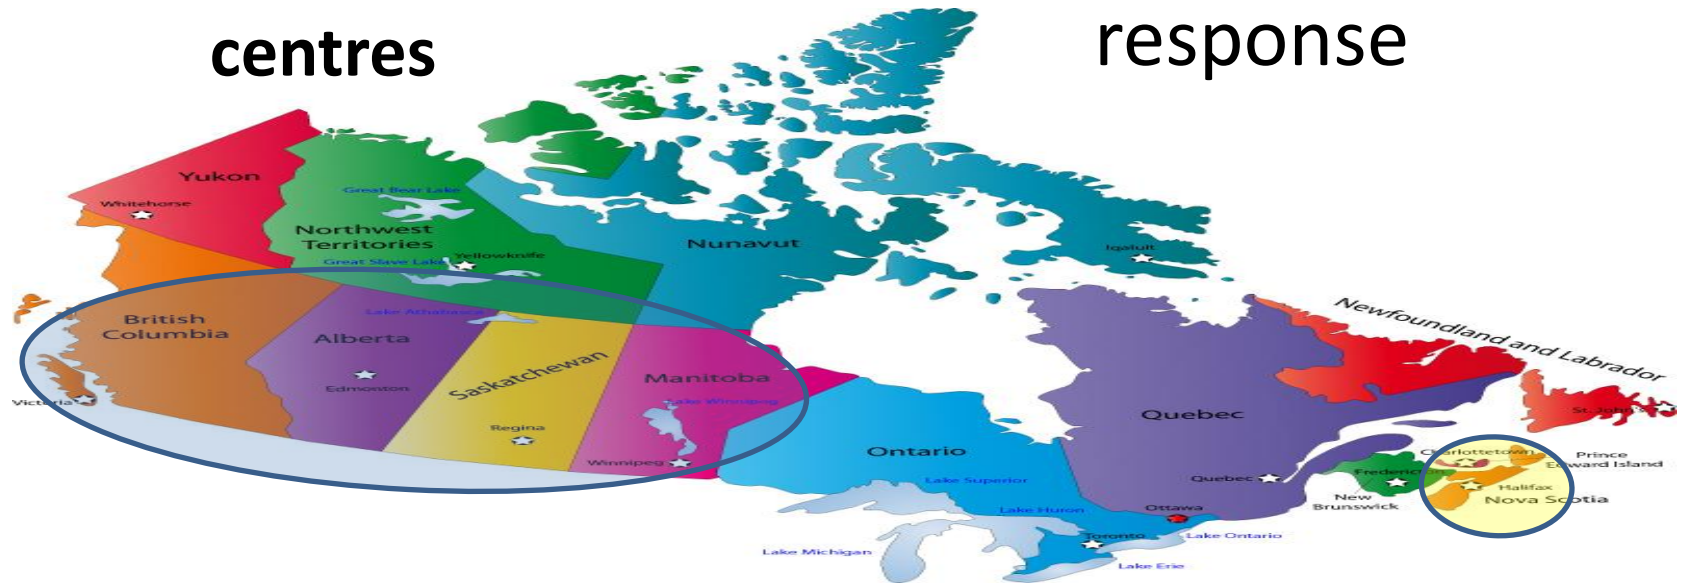 centres
response
Yukon
Whitehorse
Great Bear Lake
Northwest
Territories
Great Slave Lake
Yellowknife
Nunavut
Iqaluit
British
Columbia
Victoria
Lake Athabasca
Alberta
Edmonton
Saskatchewan
Regina
Manitoba
Lake Winnipeg
Winnipeg
Ontario
Lake Superior
Lake Huron
Lake Michigan
Toronto
Ottawa
Lake Ontario
Lake Erie
Quebec
Quebec
Newfoundland and Labrador
St. John's
Charlottetown
Prince
Edward Island
Fredericton
New
Brunswick
Halifax
Nova Scotia